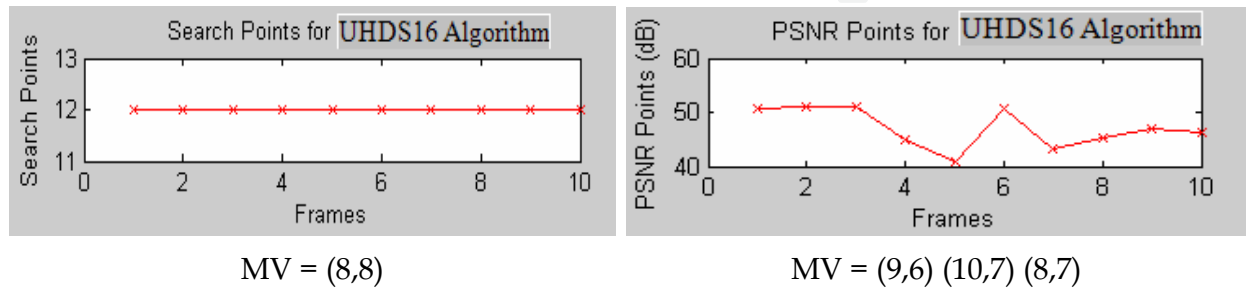 Search Points for UHDS16 Algorithm
Search Points
13
12
11
0 2 4 6 8 10
Frames
MV = (8,8)
PSNR Points for UHDS16 Algorithm
PSNR Points (dB)
60
50
40
0 2 4 6 8 10
Frames
MV = (9,6) (10,7) (8,7)